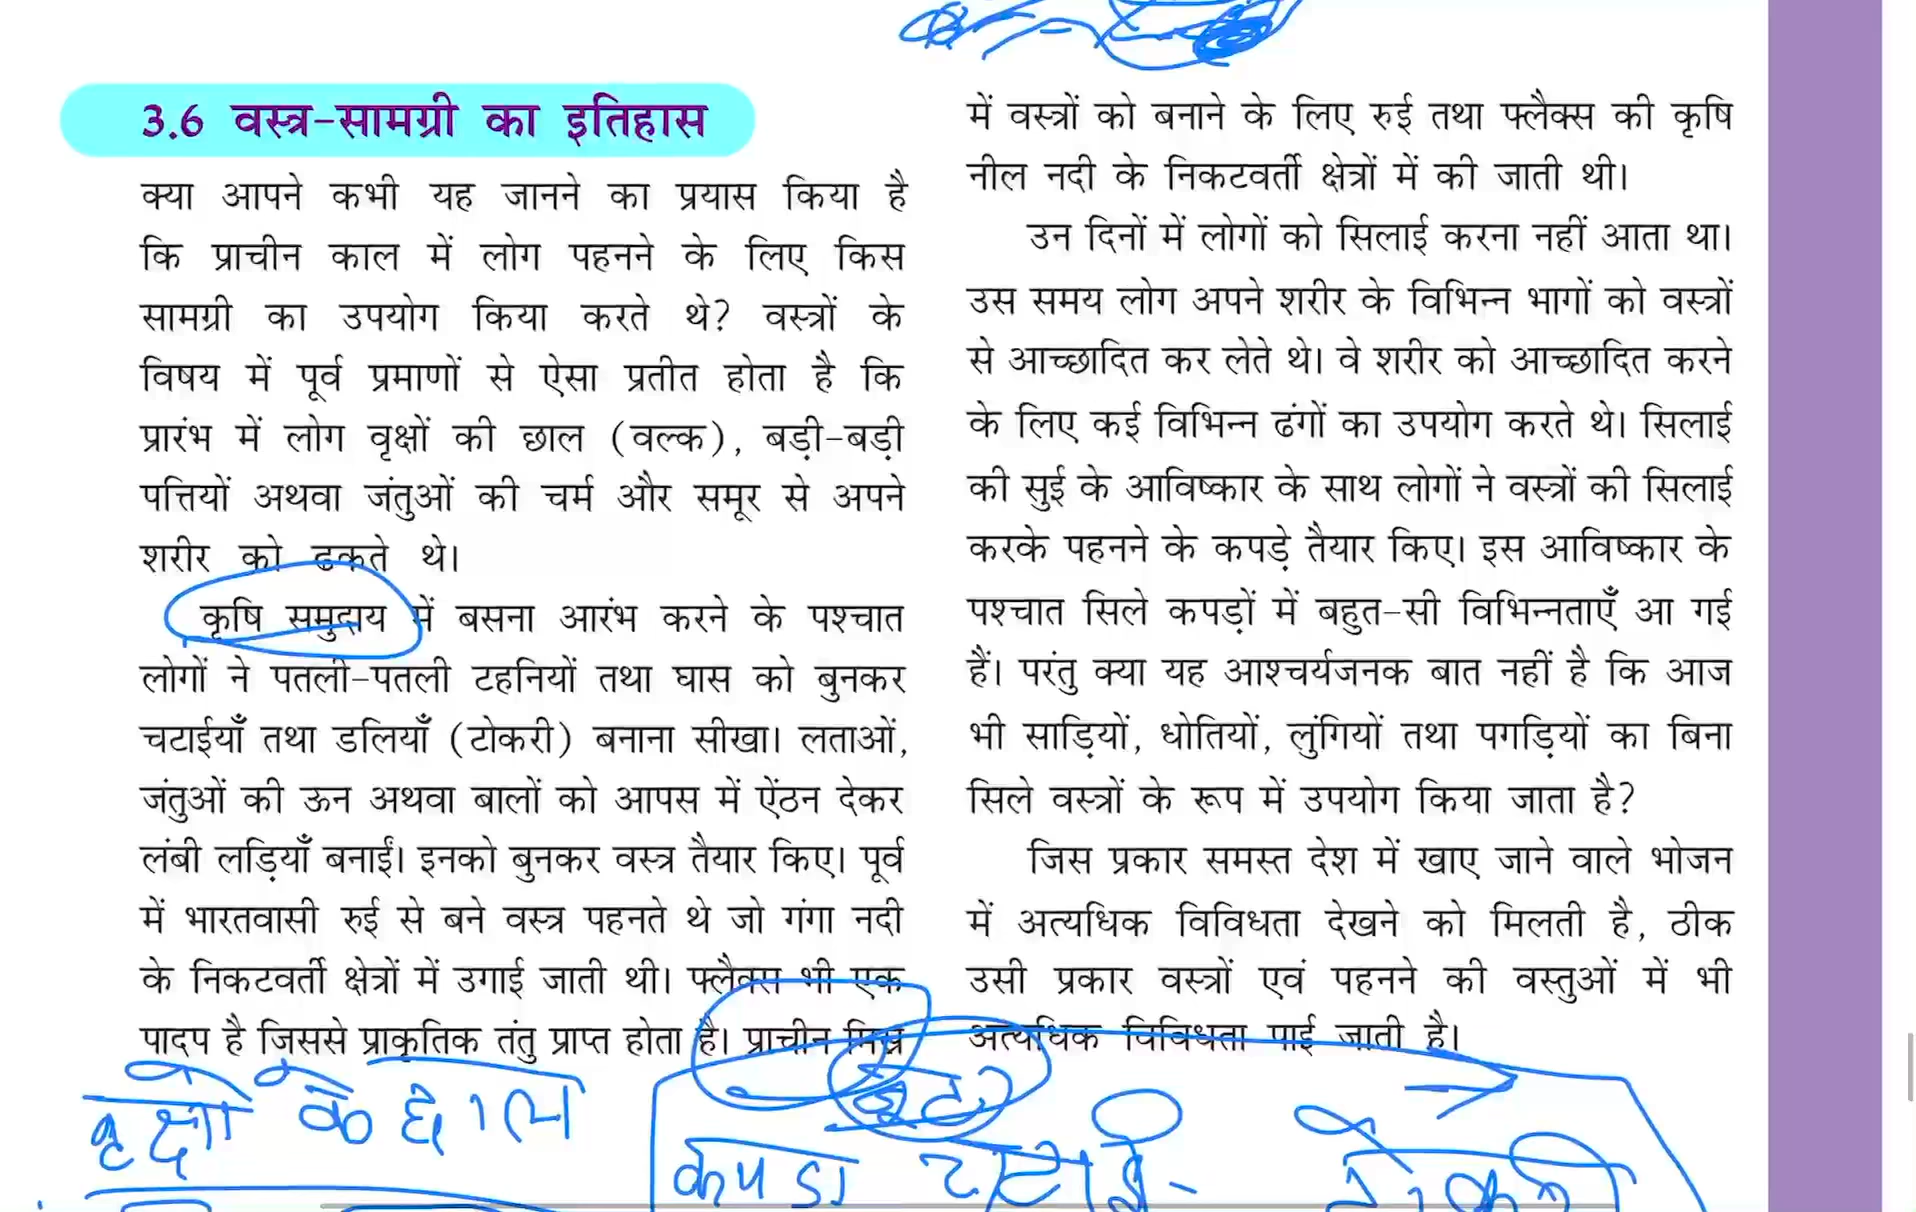 3.6 वस्त्र-सामग्री का इतिहास
क्या आपने कभी यह जानने का प्रयास किया है
कि प्राचीन काल में लोग पहनने के लिए किस
सामग्री का उपयोग किया करते थे? वस्त्रों के
विषय में पूर्व प्रमाणों से ऐसा प्रतीत होता है कि
प्रारंभ में लोग वृक्षों की छाल (वल्क), बड़ी-बड़ी
पत्तियों अथवा जंतुओं की चर्म और समूर से अपने
शरीर को ढकते थे।
कृषि समुदाय में बसना आरंभ करने के पश्चात
लोगों ने पतली-पतली टहनियों तथा घास को बुनकर
चटाईयाँ तथा डलियाँ (टोकरी) बनाना सीखा। लताओं,
जंतुओं की ऊन अथवा बालों को आपस में ऐंठन देकर
लंबी लड़ियाँ बनाईं। इनको बुनकर वस्त्र तैयार किए। पूर्व
में भारतवासी रुई से बने वस्त्र पहनते थे जो गंगा नदी
के निकटवर्ती क्षेत्रों में उगाई जाती थी। फ्लैक्स भी एक
पादप है जिससे प्राकृतिक तंतु प्राप्त होता है। प्राचीन मिस्र
में वस्त्रों को बनाने के लिए रुई तथा फ्लैक्स की कृषि
नील नदी के निकटवर्ती क्षेत्रों में की जाती थी।
उन दिनों में लोगों को सिलाई करना नहीं आता था।
उस समय लोग अपने शरीर के विभिन्न भागों को वस्त्रों
से आच्छादित कर लेते थे। वे शरीर को आच्छादित करने
के लिए कई विभिन्न ढंगों का उपयोग करते थे। सिलाई
की सुई के आविष्कार के साथ लोगों ने वस्त्रों की सिलाई
करके पहनने के कपड़े तैयार किए। इस आविष्कार के
पश्चात सिले कपड़ों में बहुत-सी विभिन्नताएँ आ गई
हैं। परंतु क्या यह आश्चर्यजनक बात नहीं है कि आज
भी साड़ियों, धोतियों, लुंगियों तथा पगड़ियों का बिना
सिले वस्त्रों के रूप में उपयोग किया जाता है?
जिस प्रकार समस्त देश में खाए जाने वाले भोजन
में अत्यधिक विविधता देखने को मिलती है, ठीक
उसी प्रकार वस्त्रों एवं पहनने की वस्तुओं में भी
अत्यधिक विविधता पाई जाती है।
वृक्षो के छाल
कपडा